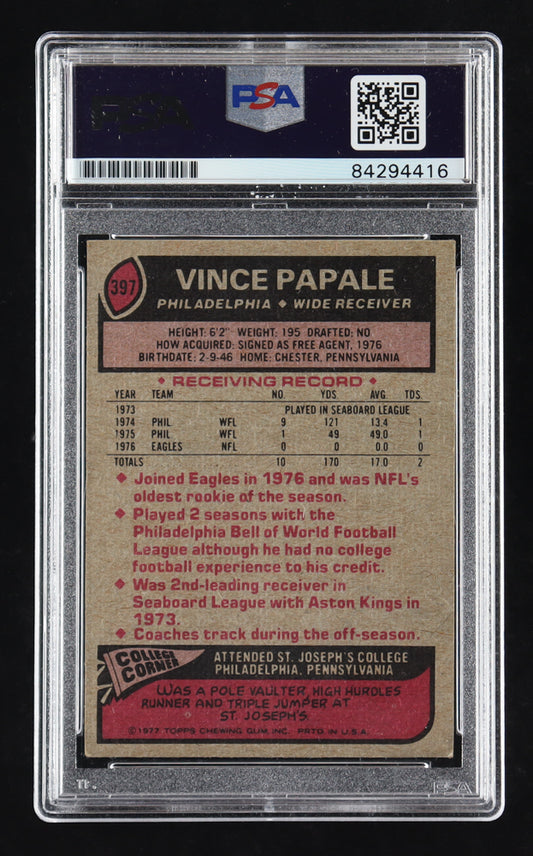 PSA
84294416
397
VINCE PAPALE
PHILADELPHIA ◆ WIDE RECEIVER
HEIGHT: 6'2" WEIGHT: 195 DRAFTED: NO
HOW ACQUIRED: SIGNED AS FREE AGENT, 1976
BIRTHDATE: 2-9-46 HOME: CHESTER, PENNSYLVANIA
◆ RECEIVING RECORD ◆
YEAR TEAM NO. YDS AVG TDS
1973 PLAYED IN SEABOARD LEAGUE
1974 PHIL WFL 9 121 13.4 1
1975 PHIL WFL 1 49 49.0 1
1976 EAGLES NFL 0 0 0.0 0
TOTALS 10 170 17.0 2
◆ Joined Eagles in 1976 and was NFL's
oldest rookie of the season.
◆ Played 2 seasons with the
Philadelphia Bell of World Football
League although he had no college
football experience to his credit.
◆ Was 2nd-leading receiver in
Seaboard League with Aston Kings in
1973.
◆ Coaches track during the off-season.
COLLEGE
CORNER
ATTENDED ST. JOSEPH'S COLLEGE
PHILADELPHIA, PENNSYLVANIA
WAS A POLE VAULTER, HIGH HURDLES
RUNNER AND TRIPLE JUMPER AT
ST. JOSEPH'S.
©1977 TOPPS CHEWING GUM, INC. PRTD. IN U.S.A.
PSA